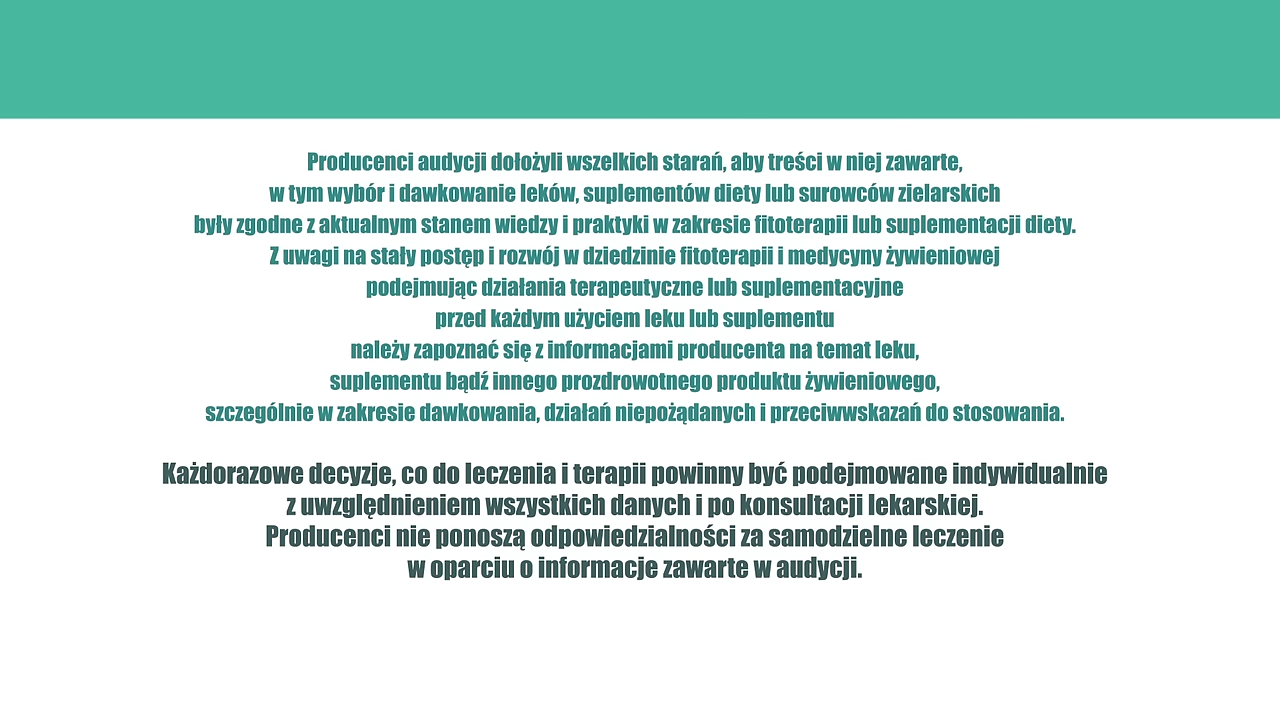 Producenci audycji dołożyli wszelkich starań, aby treści w niej zawarte,
w tym wybór i dawkowanie leków, suplementów diety lub surowców zielarskich
były zgodne z aktualnym stanem wiedzy i praktyki w zakresie fitoterapii lub suplementacji diety.
Z uwagi na stały postęp i rozwój w dziedzinie fitoterapii i medycyny żywieniowej
podejmując działania terapeutyczne lub suplementacyjne
przed każdym użyciem leku lub suplementu
należy zapoznać się z informacjami producenta na temat leku,
suplementu bądź innego prozdrowotnego produktu żywieniowego,
szczególnie w zakresie dawkowania, działań niepożądanych i przeciwwskazań do stosowania.
Każdorazowe decyzje, co do leczenia i terapii powinny być podejmowane indywidualnie
z uwzględnieniem wszystkich danych i po konsultacji lekarskiej.
Producenci nie ponoszą odpowiedzialności za samodzielne leczenie
w oparciu o informacje zawarte w audycji.